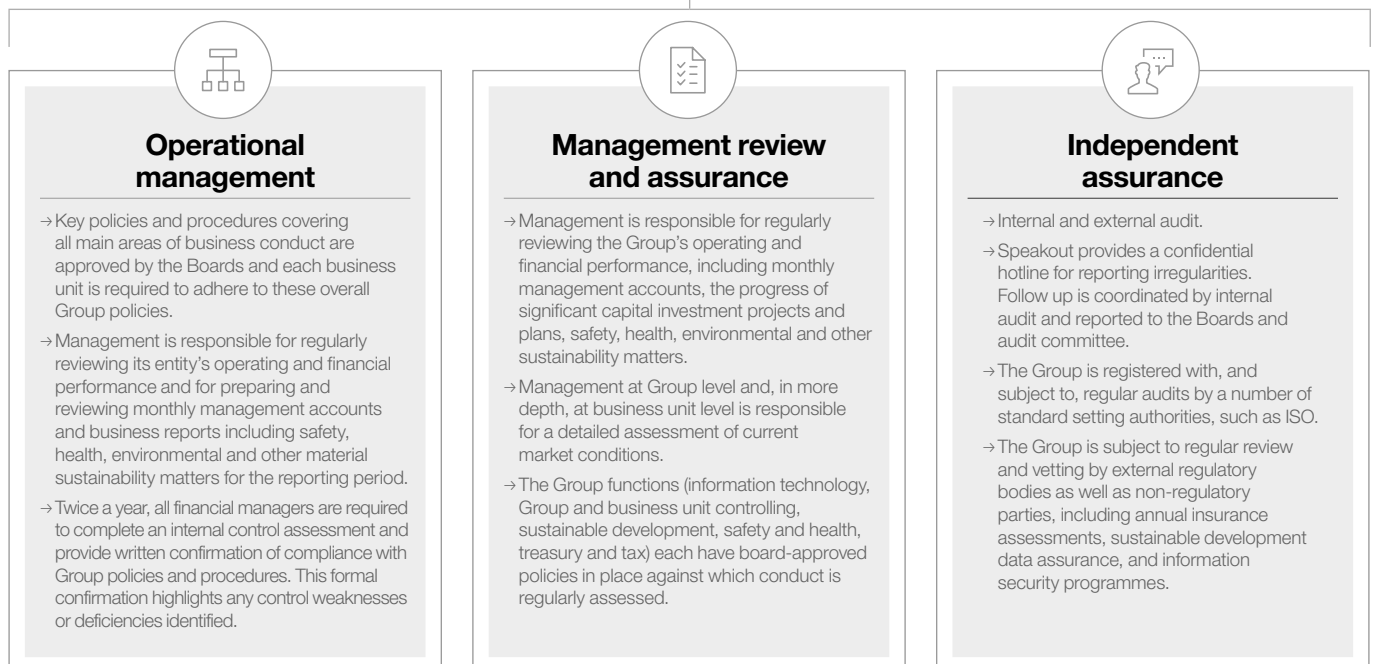 Operational
management
→ Key policies and procedures covering
all main areas of business conduct are
approved by the Boards and each business
unit is required to adhere to these overall
Group policies.
→ Management is responsible for regularly
reviewing its entity's operating and financial
performance and for preparing and
reviewing monthly management accounts
and business reports including safety,
health, environmental and other material
sustainability matters for the reporting period.
→ Twice a year, all financial managers are required
to complete an internal control assessment and
provide written confirmation of compliance with
Group policies and procedures. This formal
confirmation highlights any control weaknesses
or deficiencies identified.
Management review
and assurance
→ Management is responsible for regularly
reviewing the Group's operating and
financial performance, including monthly
management accounts, the progress of
significant capital investment projects and
plans, safety, health, environmental and other
sustainability matters.
→ Management at Group level and, in more
depth, at business unit level is responsible
for a detailed assessment of current
market conditions.
→ The Group functions (information technology,
Group and business unit controlling,
sustainable development, safety and health,
treasury and tax) each have board-approved
policies in place against which conduct is
regularly assessed.
Independent
assurance
→ Internal and external audit.
→ Speakout provides a confidential
hotline for reporting irregularities.
Follow up is coordinated by internal
audit and reported to the Boards and
audit committee.
→ The Group is registered with, and
subject to, regular audits by a number of
standard setting authorities, such as ISO.
→ The Group is subject to regular review
and vetting by external regulatory
bodies as well as non-regulatory
parties, including annual insurance
assessments, sustainable development
data assurance, and information
security programmes.